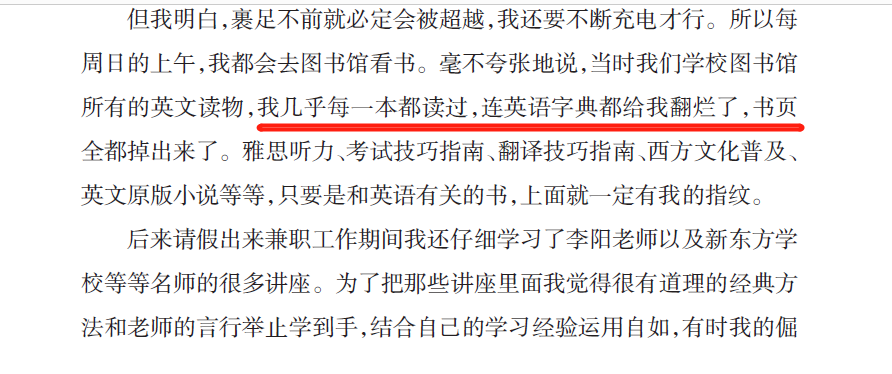 但我明白,裹足不前就必定会被超越,我还要不断充电才行。所以每
周日的上午,我都会去图书馆看书。毫不夸张地说,当时我们学校图书馆
所有的英文读物,我几乎每一本都读过,连英语字典都给我翻烂了,书页
全都掉出来了。雅思听力、考试技巧指南、翻译技巧指南、西方文化普及、
英文原版小说等等,只要是和英语有关的书,上面就一定有我的指纹。
后来请假出来兼职工作期间我还仔细学习了李阳老师以及新东方学
校等等名师的很多讲座。为了把那些讲座里面我觉得很有道理的经典方
法和老师的言行举止学到手,结合自己的学习经验运用自如,有时我的倔